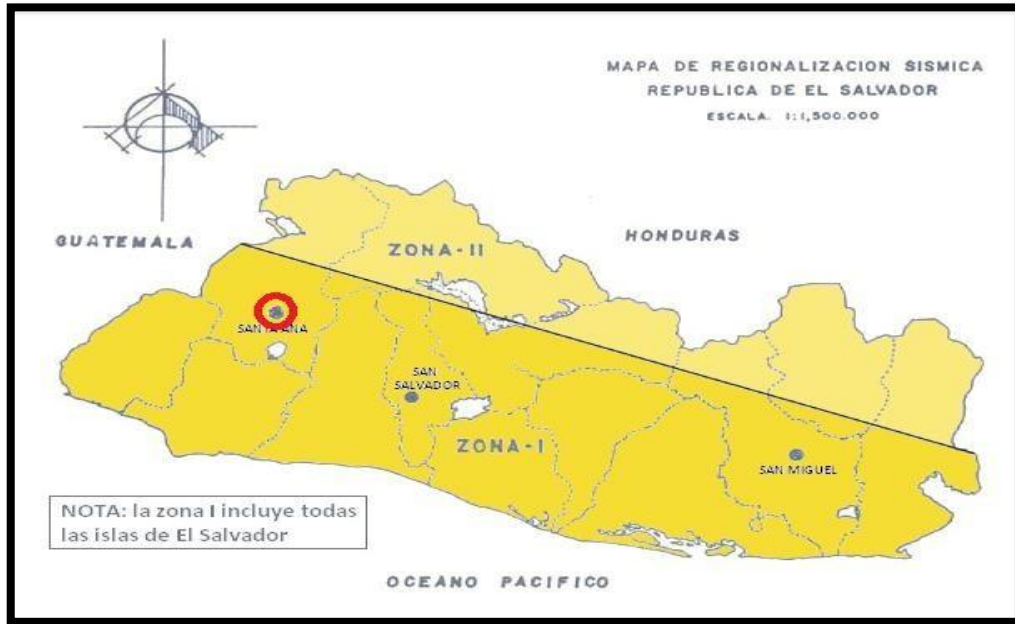 MAPA DE REGIONALIZACION SISMICA
REPUBLICA DE EL SALVADOR
ESCALA. 1:1,500.000
GUATEMALA
HONDURAS
ZONA-II
SANTA ANA
SAN
SALVADOR
ZONA-I
SAN MIGUEL
NOTA: la zona I incluye todas
las islas de El Salvador
OCEANO PACIFICO